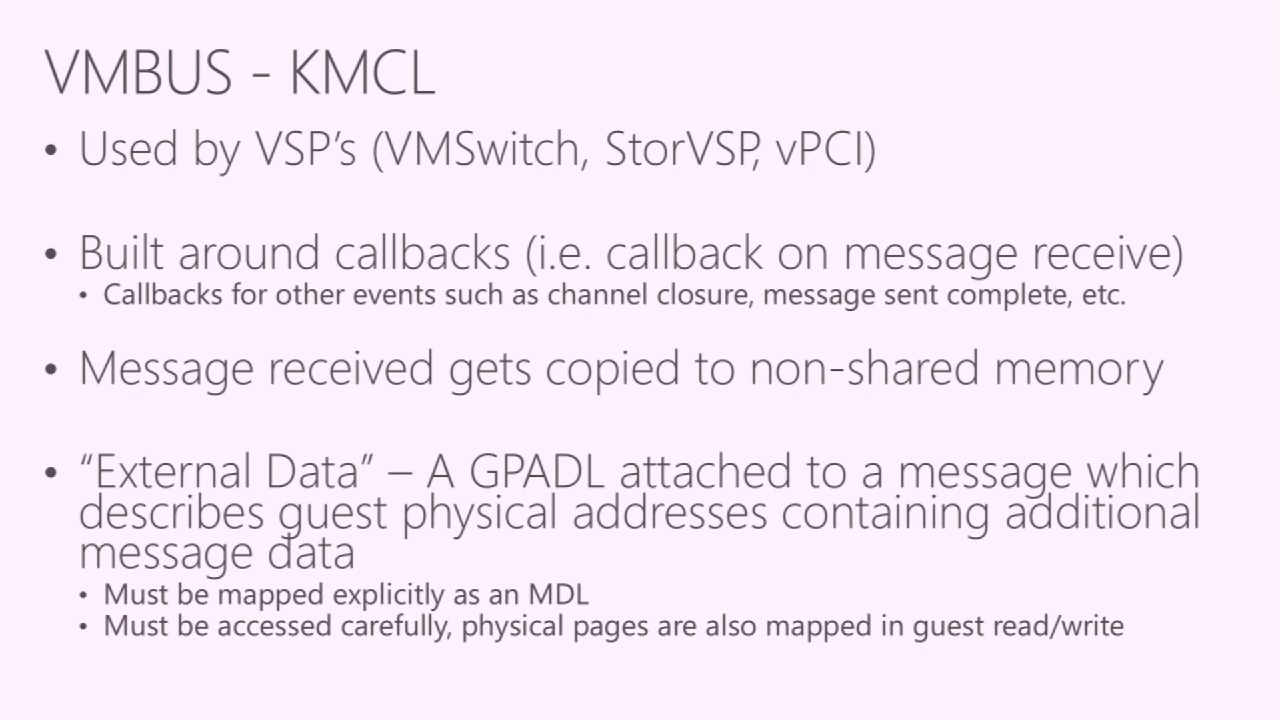 VMBUS - KMCL
• Used by VSP’s (VMSwitch, StorVSP, vPCI)
• Built around callbacks (i.e. callback on message receive)
• Callbacks for other events such as channel closure, message sent complete, etc.
• Message received gets copied to non-shared memory
• “External Data” – A GPADL attached to a message which
describes guest physical addresses containing additional
message data
• Must be mapped explicitly as an MDL
• Must be accessed carefully, physical pages are also mapped in guest read/write